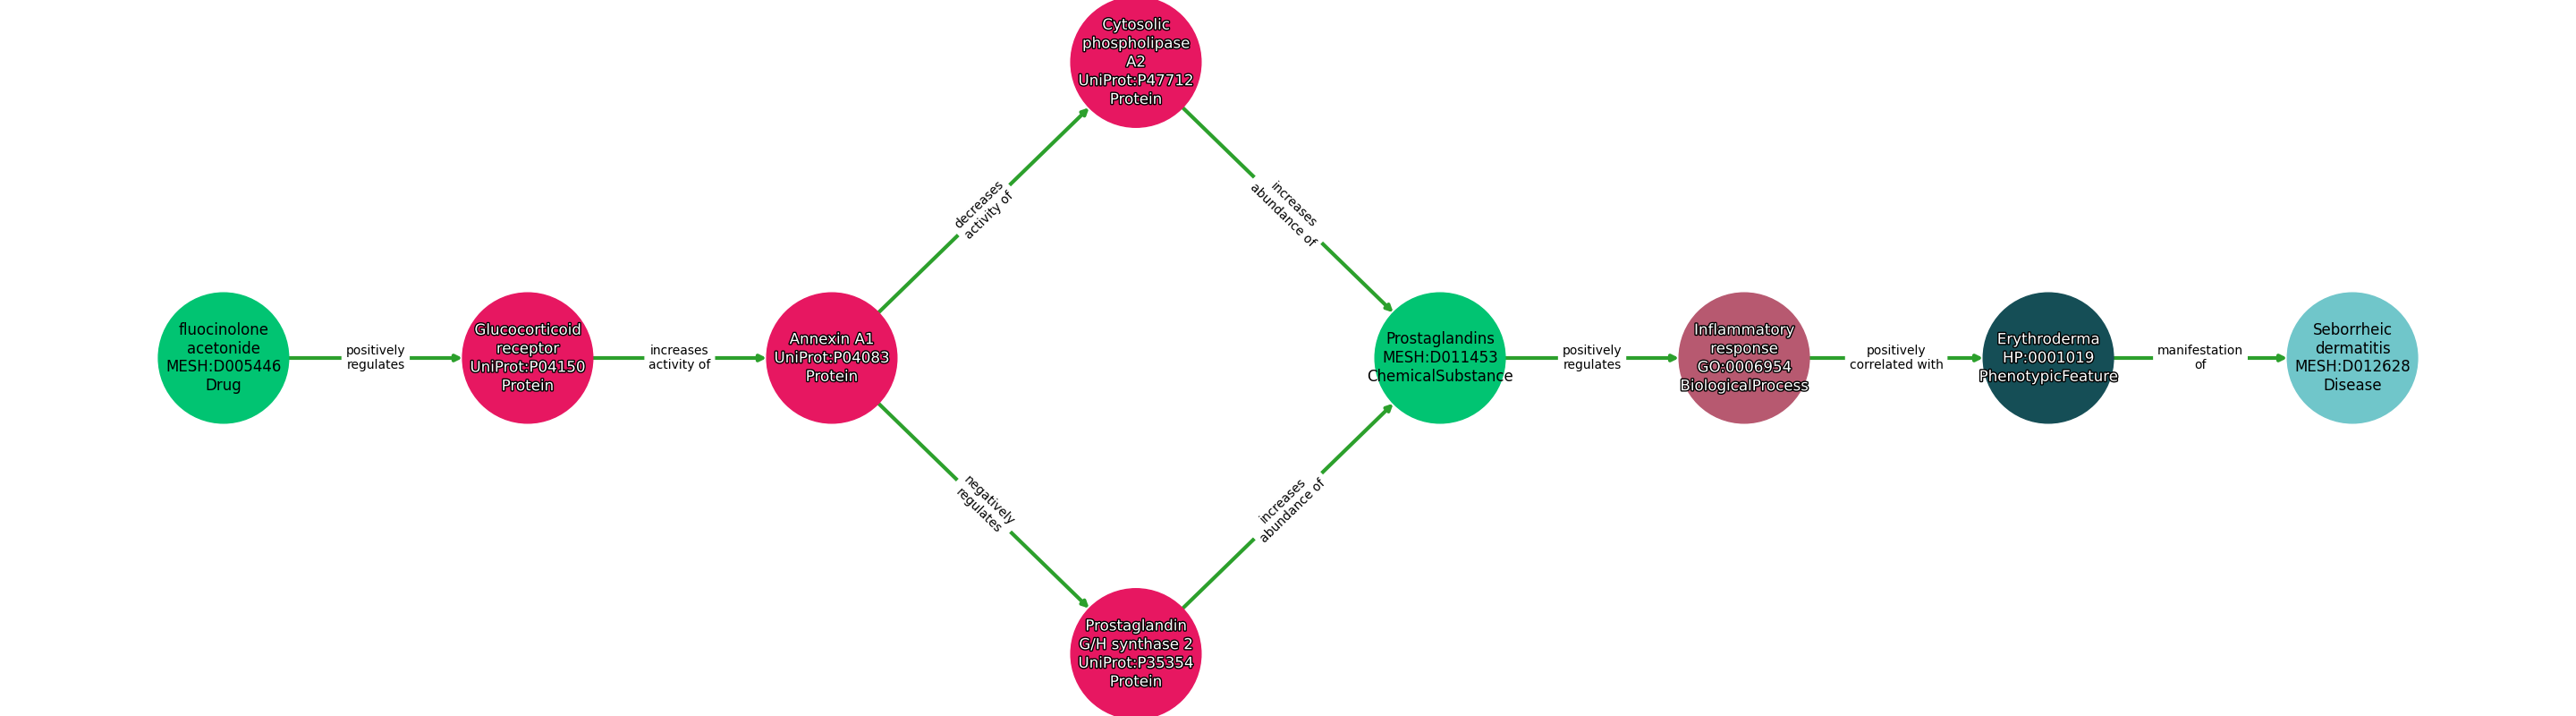 Cytosolic
phospholipase
A2
UniProt:P47712
Protein
decreases
activity of
increases
abundance of
fluocinolone
acetonide
MESH:D005446
Drug
positively
regulates
Glucocorticoid
receptor
UniProt:P04150
Protein
increases
activity of
Annexin A1
UniProt:P04083
Protein
Prostaglandins
MESH:D011453
ChemicalSubstance
positively
regulates
Inflammatory
response
GO:0006954
BiologicalProcess
positively
correlated with
Erythroderma
HP:0001019
PhenotypicFeature
manifestation
of
Seborrheic
dermatitis
MESH:D012628
Disease
negatively
regulates
increases
abundance of
Prostaglandin
G/H synthase 2
UniProt:P35354
Protein